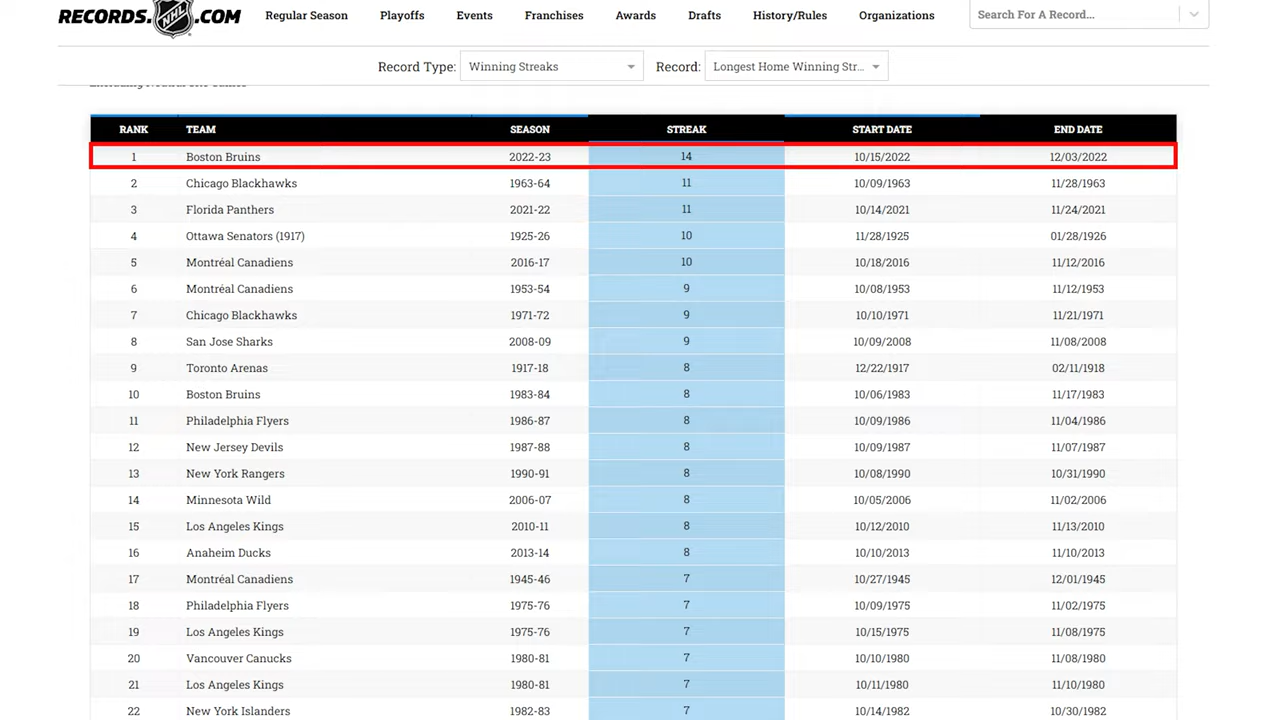 RECORDS. NHL .COM Regular Season Playoffs Events Franchises Awards Drafts History/Rules Organizations Search For A Record...
Record Type: Winning Streaks Record: Longest Home Winning Str...
RANK TEAM SEASON STREAK START DATE END DATE
1 Boston Bruins 2022-23 14 10/15/2022 12/03/2022
2 Chicago Blackhawks 1963-64 11 10/09/1963 11/28/1963
3 Florida Panthers 2021-22 11 10/14/2021 11/24/2021
4 Ottawa Senators (1917) 1925-26 10 11/28/1925 01/28/1926
5 Montréal Canadiens 2016-17 10 10/18/2016 11/12/2016
6 Montréal Canadiens 1953-54 9 10/08/1953 11/12/1953
7 Chicago Blackhawks 1971-72 9 10/10/1971 11/21/1971
8 San Jose Sharks 2008-09 9 10/09/2008 11/08/2008
9 Toronto Arenas 1917-18 8 12/22/1917 02/11/1918
10 Boston Bruins 1983-84 8 10/06/1983 11/17/1983
11 Philadelphia Flyers 1986-87 8 10/09/1986 11/04/1986
12 New Jersey Devils 1987-88 8 10/09/1987 11/07/1987
13 New York Rangers 1990-91 8 10/08/1990 10/31/1990
14 Minnesota Wild 2006-07 8 10/05/2006 11/02/2006
15 Los Angeles Kings 2010-11 8 10/12/2010 11/13/2010
16 Anaheim Ducks 2013-14 8 10/10/2013 11/10/2013
17 Montréal Canadiens 1945-46 7 10/27/1945 12/01/1945
18 Philadelphia Flyers 1975-76 7 10/09/1975 11/02/1975
19 Los Angeles Kings 1975-76 7 10/15/1975 11/08/1975
20 Vancouver Canucks 1980-81 7 10/10/1980 11/08/1980
21 Los Angeles Kings 1980-81 7 10/11/1980 11/10/1980
22 New York Islanders 1982-83 7 10/14/1982 10/30/1982